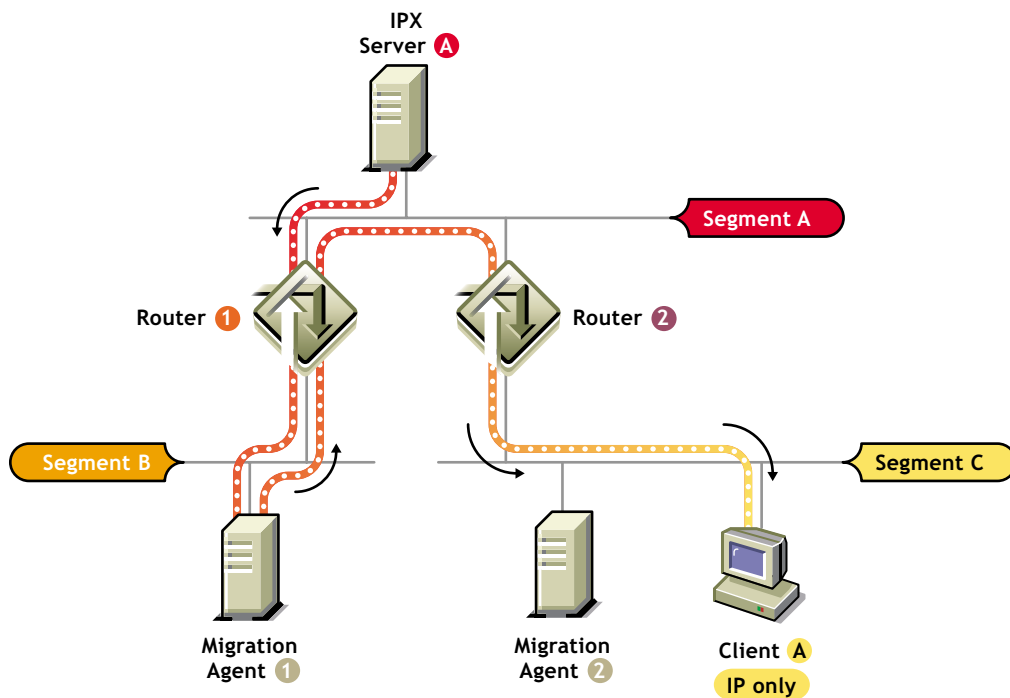 IPX
Server A
Segment A
Router 1
Router 2
Segment B
Segment C
Migration
Agent 1
Migration
Agent 2
Client A
IP only